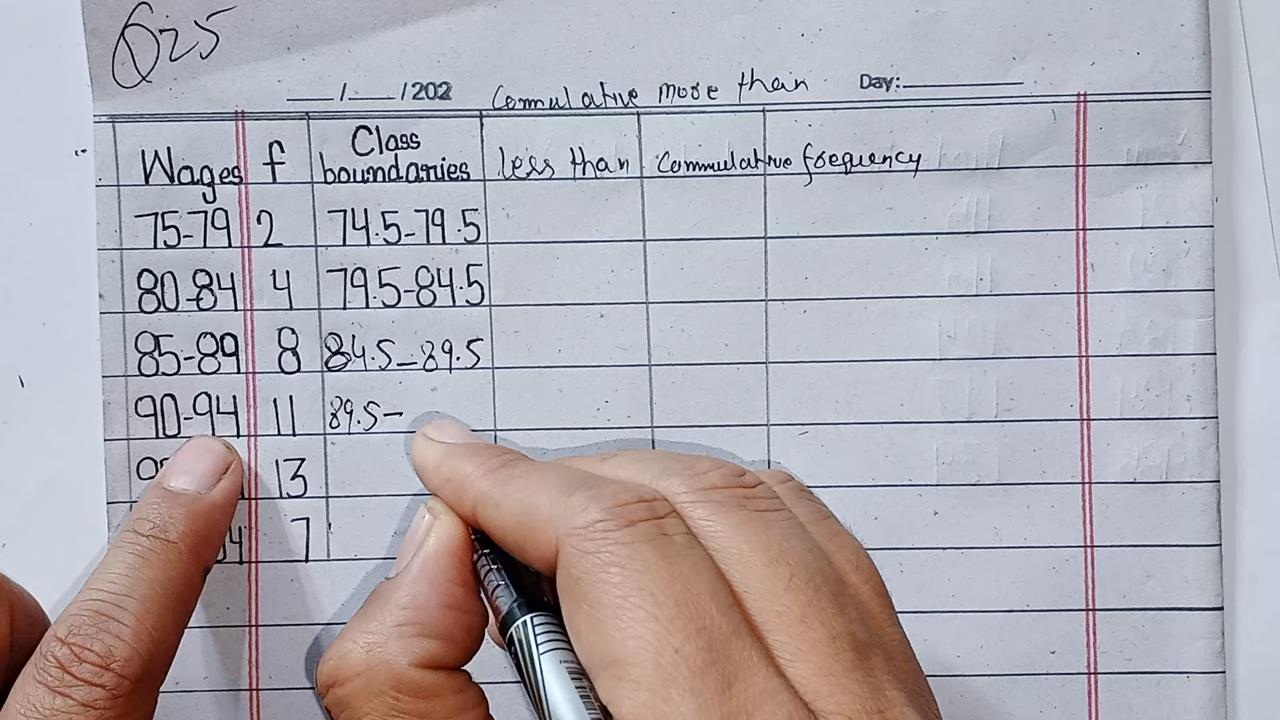 Q25
__/__/202 Commulative more than Day:______
Wages f Class boundaries less than Commulative frequency
75-79 2 74.5-79.5
80-84 4 79.5-84.5
85-89 8 84.5-89.5
90-94 11 89.5-
13
7